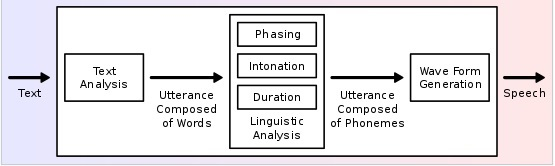 Text
Text
Analysis
Utterance
Composed
of Words
Phasing
Intonation
Duration
Linguistic
Analysis
Utterance
Composed
of Phonemes
Wave Form
Generation
Speech